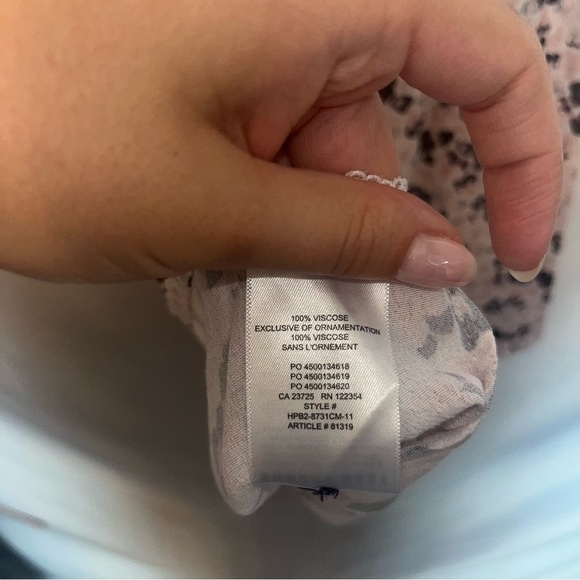 100% VISCOSE
EXCLUSIVE OF ORNAMENTATION
100% VISCOSE
SANS L'ORNEMENT
PO 4500134618
PO 4500134619
PO 4500134620
CA 23725 RN 122354
STYLE #
HPB2-8731CM-11
ARTICLE # 81319